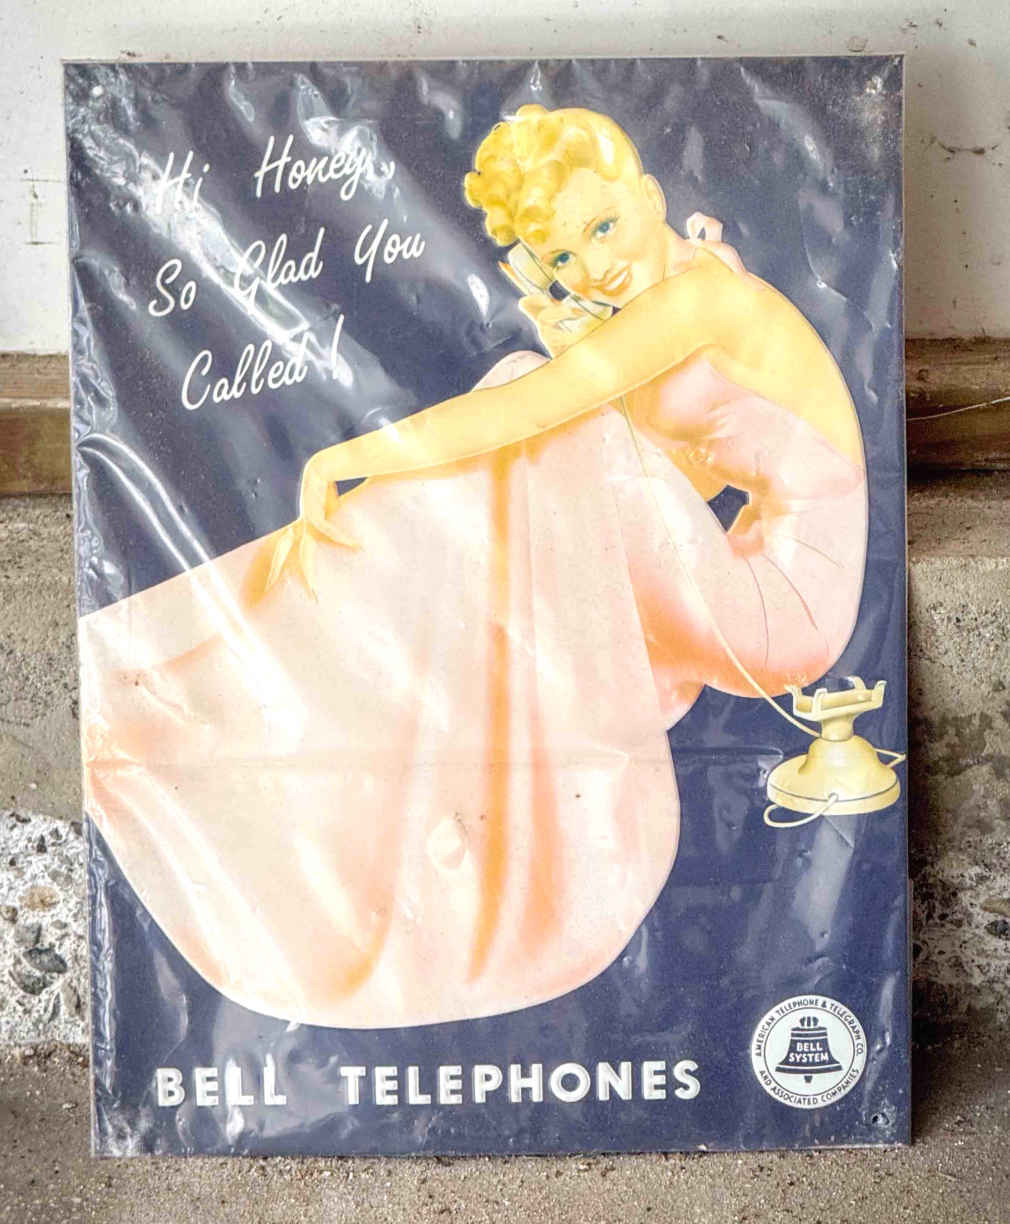 Hi Honey,
So Glad You
Called!
BELL TELEPHONES
AMERICAN TELEPHONE & TELEGRAPH CO.
BELL
SYSTEM
AND ASSOCIATED COMPANIES